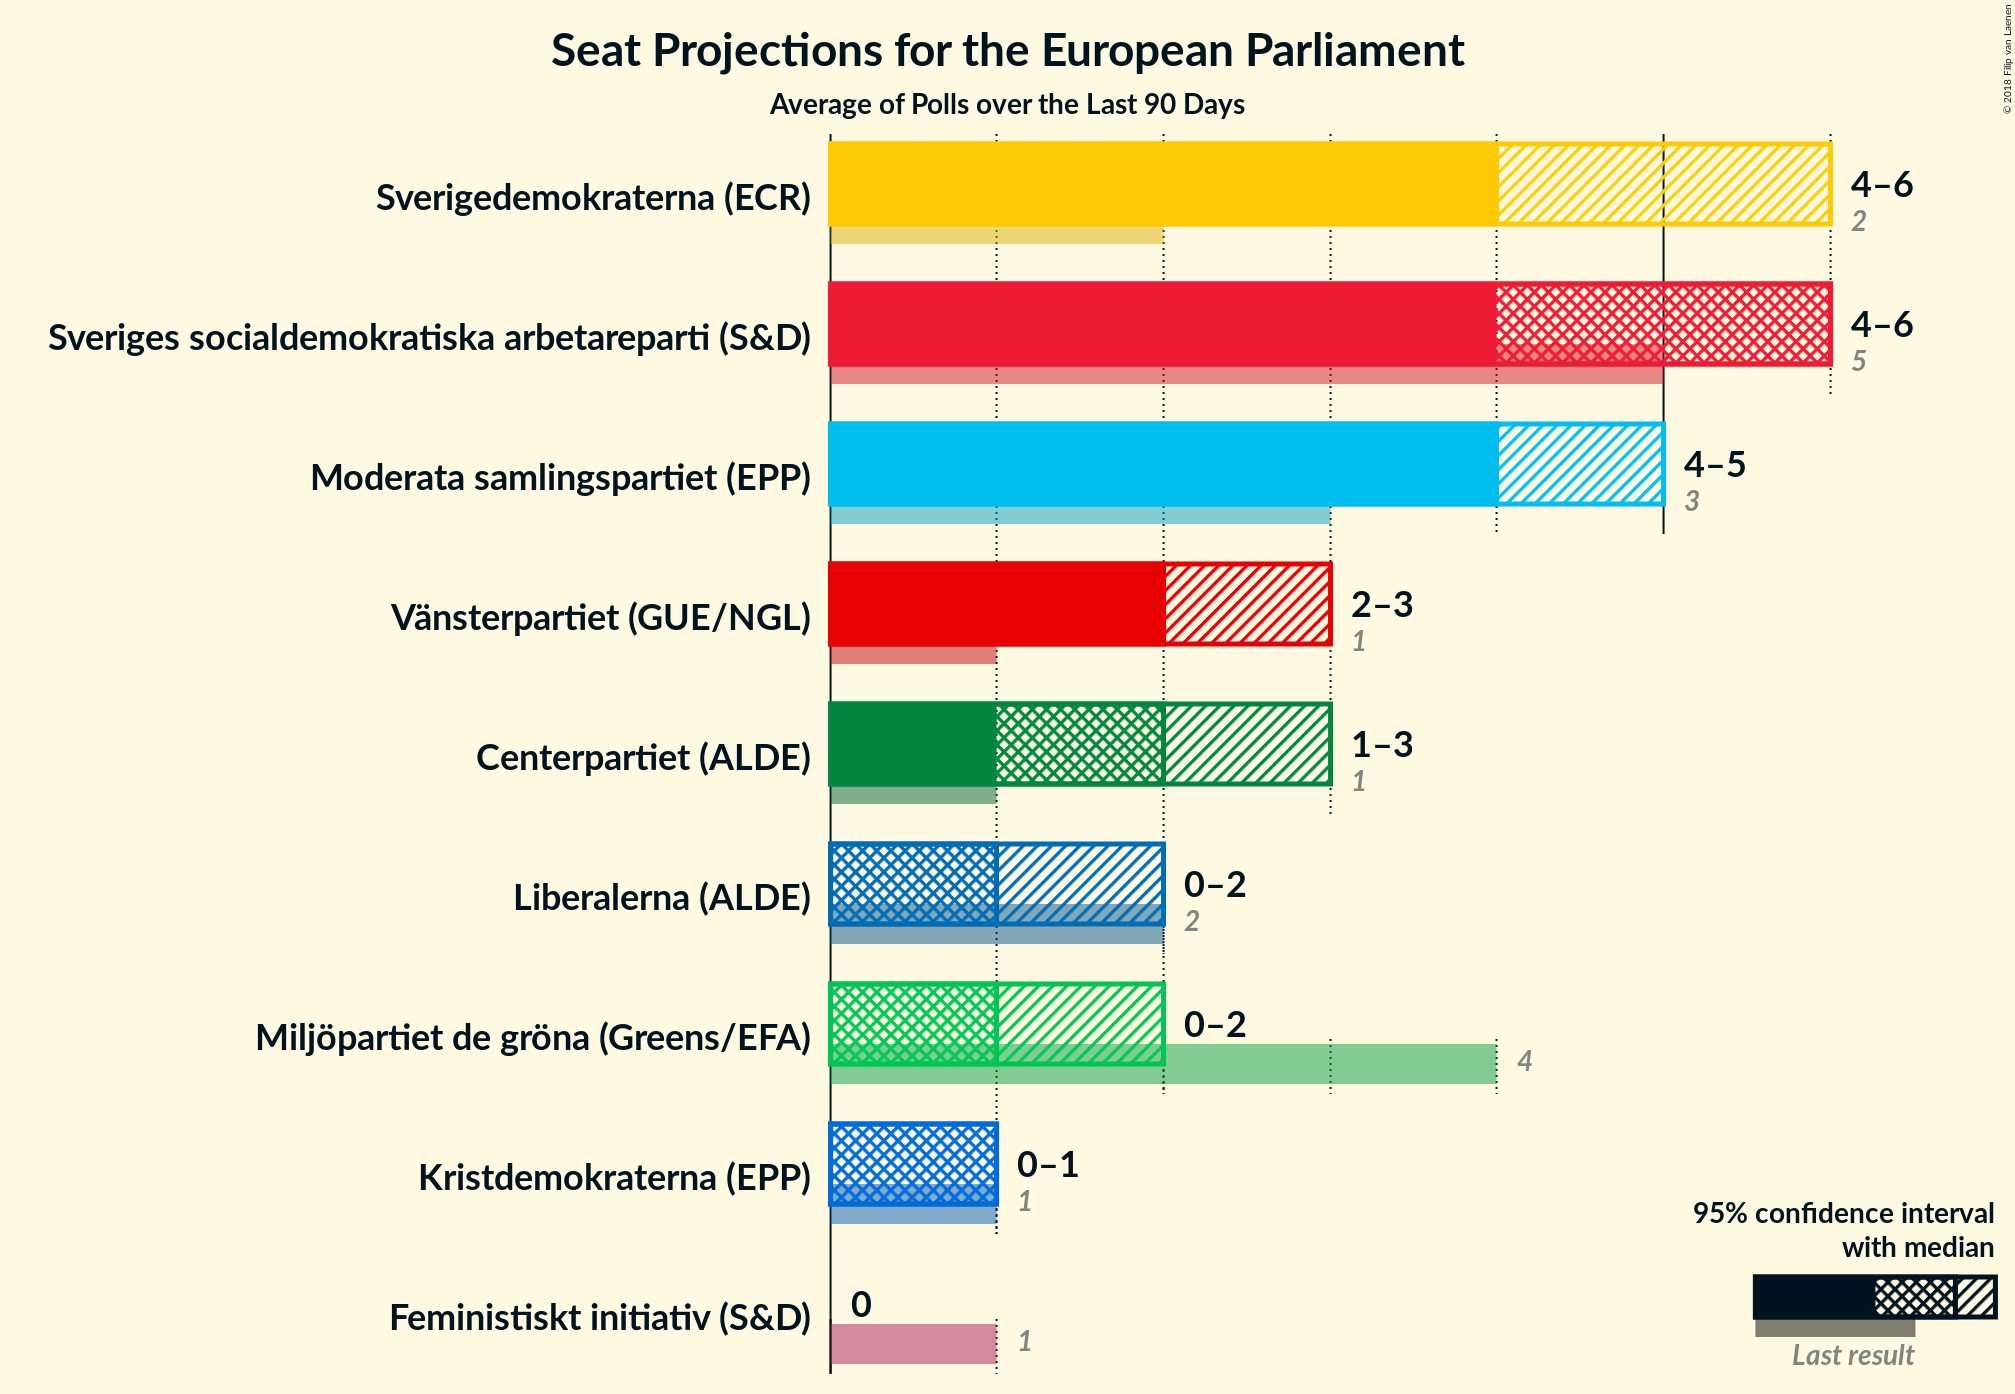 Seat Projections for the European Parliament
Average of Polls over the Last 90 Days
© 2018 Filip van Laenen
Sverigedemokraterna (ECR)
4–6
2
Sveriges socialdemokratiska arbetareparti (S&D)
4–6
5
Moderata samlingspartiet (EPP)
4–5
3
Vänsterpartiet (GUE/NGL)
2–3
1
Centerpartiet (ALDE)
1–3
1
Liberalerna (ALDE)
0–2
2
Miljöpartiet de gröna (Greens/EFA)
0–2
4
Kristdemokraterna (EPP)
0–1
1
Feministiskt initiativ (S&D)
0
1
95% confidence interval
with median
Last result